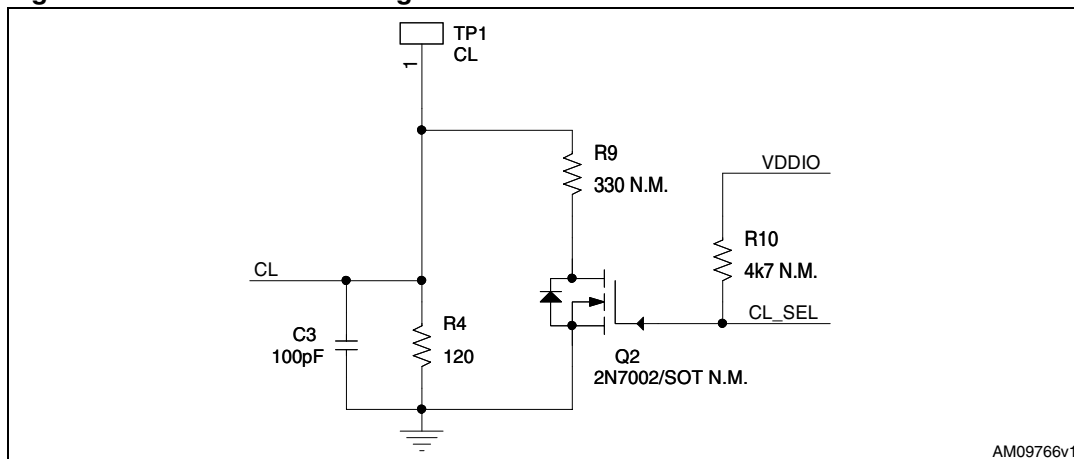 TP1
CL
1
R9
330 N.M.
VDDIO
R10
4k7 N.M.
CL
CL_SEL
C3
100pF
R4
120
Q2
2N7002/SOT N.M.
AM09766v1